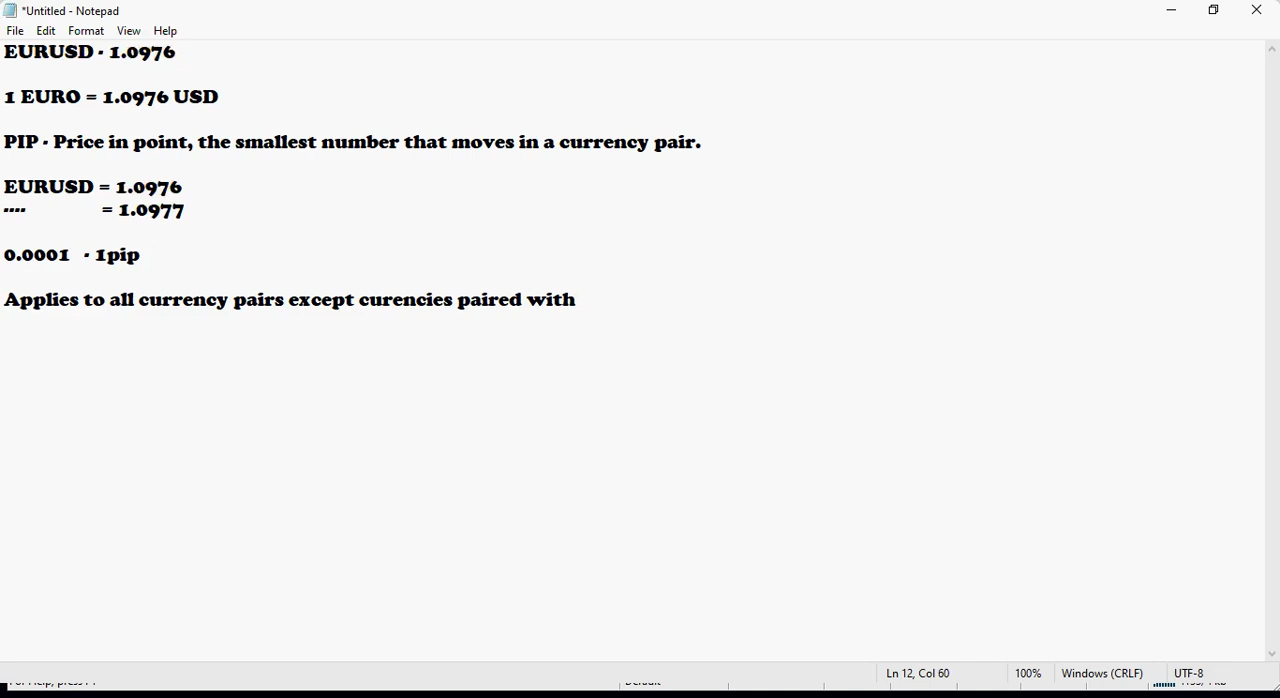 *Untitled - Notepad
File Edit Format View Help
EURUSD - 1.0976
1 EURO = 1.0976 USD
PIP - Price in point, the smallest number that moves in a currency pair.
EURUSD = 1.0976
---- = 1.0977
0.0001 - 1pip
Applies to all currency pairs except curencies paired with
Ln 12, Col 60 100% Windows (CRLF) UTF-8